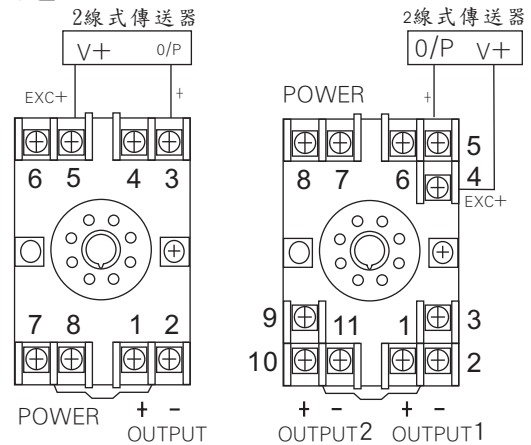 2線式傳送器
V+ O/P
EXC+ +
6 5 4 3
7 8 1 2
POWER + - OUTPUT
2線式傳送器
O/P V+
POWER +
8 7 6 5
4
EXC+
9 11 1 3
10 2
+ - + -
OUTPUT2 OUTPUT1